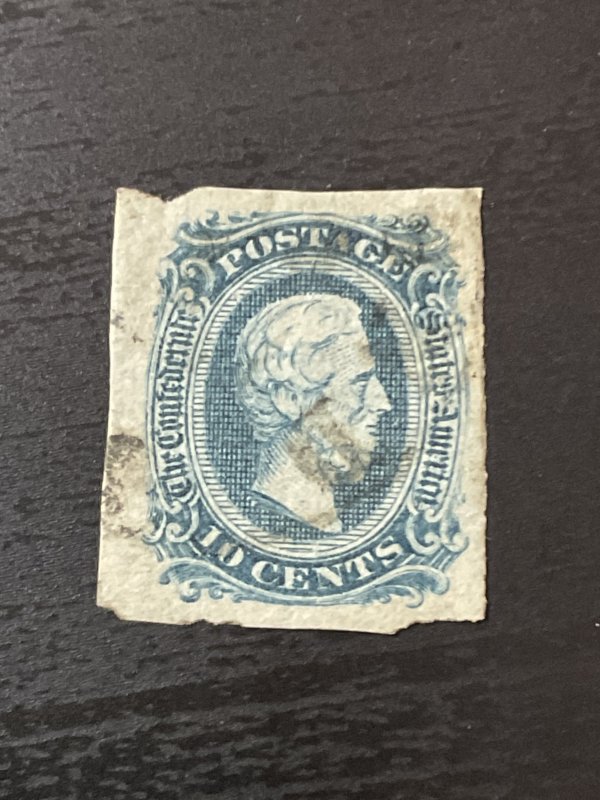 POSTAGE
The Confederate
States America
10 CENTS